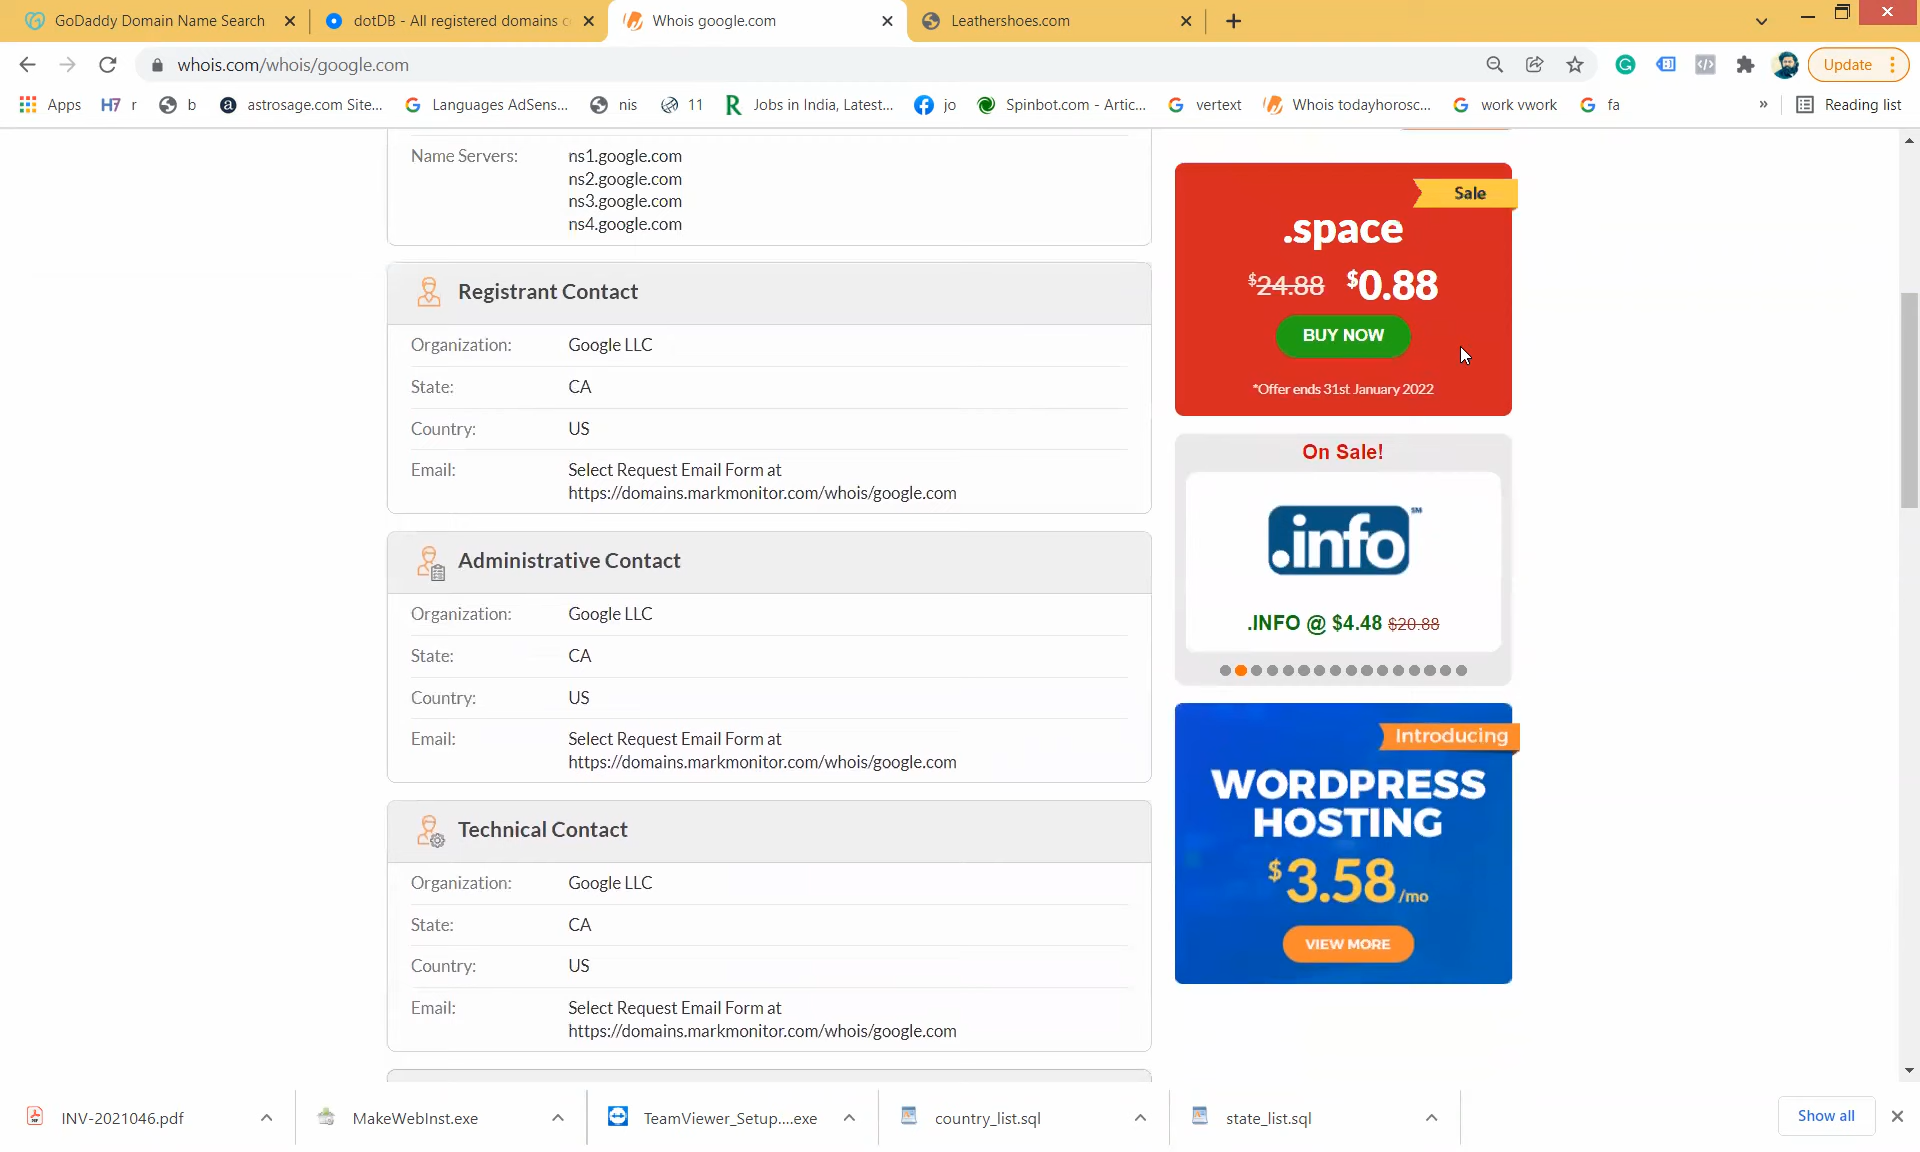 GoDaddy Domain Name Search
dotDB - All registered domains c
Whois google.com
Leathershoes.com
whois.com/whois/google.com
Update
Apps
H7 r
b
astrosage.com Site...
Languages AdSens...
nis
11
Jobs in India, Latest...
jo
Spinbot.com - Artic...
vertext
Whois todayhorosc...
work vwork
fa
»
Reading list
Name Servers:
ns1.google.com
ns2.google.com
ns3.google.com
ns4.google.com
Registrant Contact
Organization: Google LLC
State: CA
Country: US
Email: Select Request Email Form at
https://domains.markmonitor.com/whois/google.com
Administrative Contact
Organization: Google LLC
State: CA
Country: US
Email: Select Request Email Form at
https://domains.markmonitor.com/whois/google.com
Technical Contact
Organization: Google LLC
State: CA
Country: US
Email: Select Request Email Form at
https://domains.markmonitor.com/whois/google.com
Sale
.space
$24.88 $0.88
BUY NOW
*Offer ends 31st January 2022
On Sale!
.info SM
.INFO @ $4.48 $20.88
Introducing
WORDPRESS
HOSTING
$3.58/mo
VIEW MORE
INV-2021046.pdf
MakeWebInst.exe
TeamViewer_Setup....exe
country_list.sql
state_list.sql
Show all